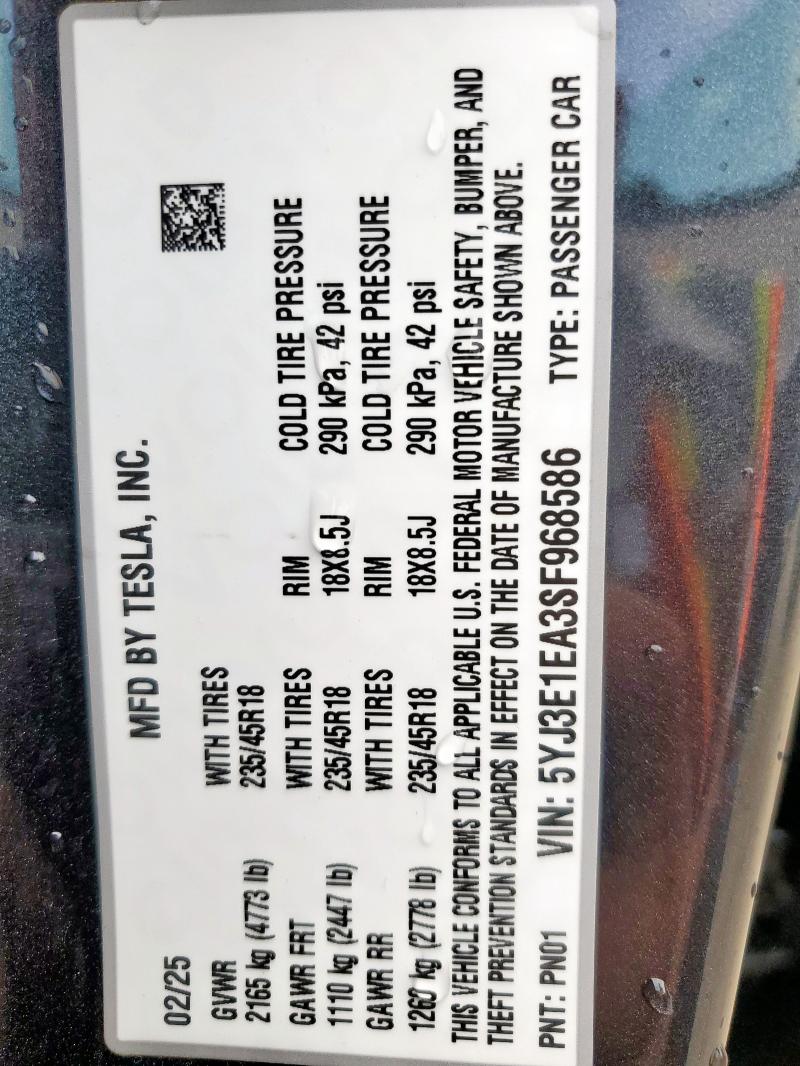 MFD BY TESLA, INC.
02/25
GVWR WITH TIRES
2165 kg (4773 lb) 235/45R18
GAWR FRT WITH TIRES RIM COLD TIRE PRESSURE
1110 kg (2447 lb) 235/45R18 18X8.5J 290 kPa, 42 psi
GAWR RR WITH TIRES RIM COLD TIRE PRESSURE
1260 kg (2778 lb) 235/45R18 18X8.5J 290 kPa, 42 psi
THIS VEHICLE CONFORMS TO ALL APPLICABLE U.S. FEDERAL MOTOR VEHICLE SAFETY, BUMPER, AND
THEFT PREVENTION STANDARDS IN EFFECT ON THE DATE OF MANUFACTURE SHOWN ABOVE.
PNT: PN01 VIN: 5YJ3E1EA3SF968586 TYPE: PASSENGER CAR